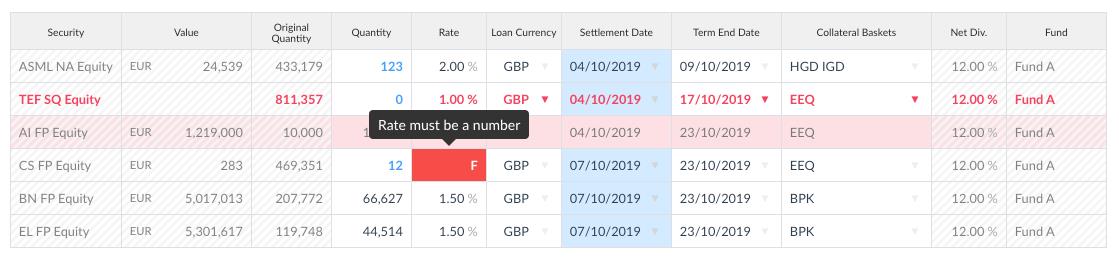 Security Value Original Quantity Quantity Rate Loan Currency Settlement Date Term End Date Collateral Baskets Net Div. Fund
ASML NA Equity EUR 24,539 433,179 123 2.00 % GBP 04/10/2019 09/10/2019 HGD IGD 12.00 % Fund A
TEF SQ Equity 811,357 0 1.00 % GBP 04/10/2019 17/10/2019 EEQ 12.00 % Fund A
Rate must be a number
AI FP Equity EUR 1,219,000 10,000 04/10/2019 23/10/2019 EEQ 12.00 % Fund A
CS FP Equity EUR 283 469,351 12 F GBP 07/10/2019 23/10/2019 EEQ 12.00 % Fund A
BN FP Equity EUR 5,017,013 207,772 66,627 1.50 % GBP 07/10/2019 23/10/2019 BPK 12.00 % Fund A
EL FP Equity EUR 5,301,617 119,748 44,514 1.50 % GBP 07/10/2019 23/10/2019 BPK 12.00 % Fund A